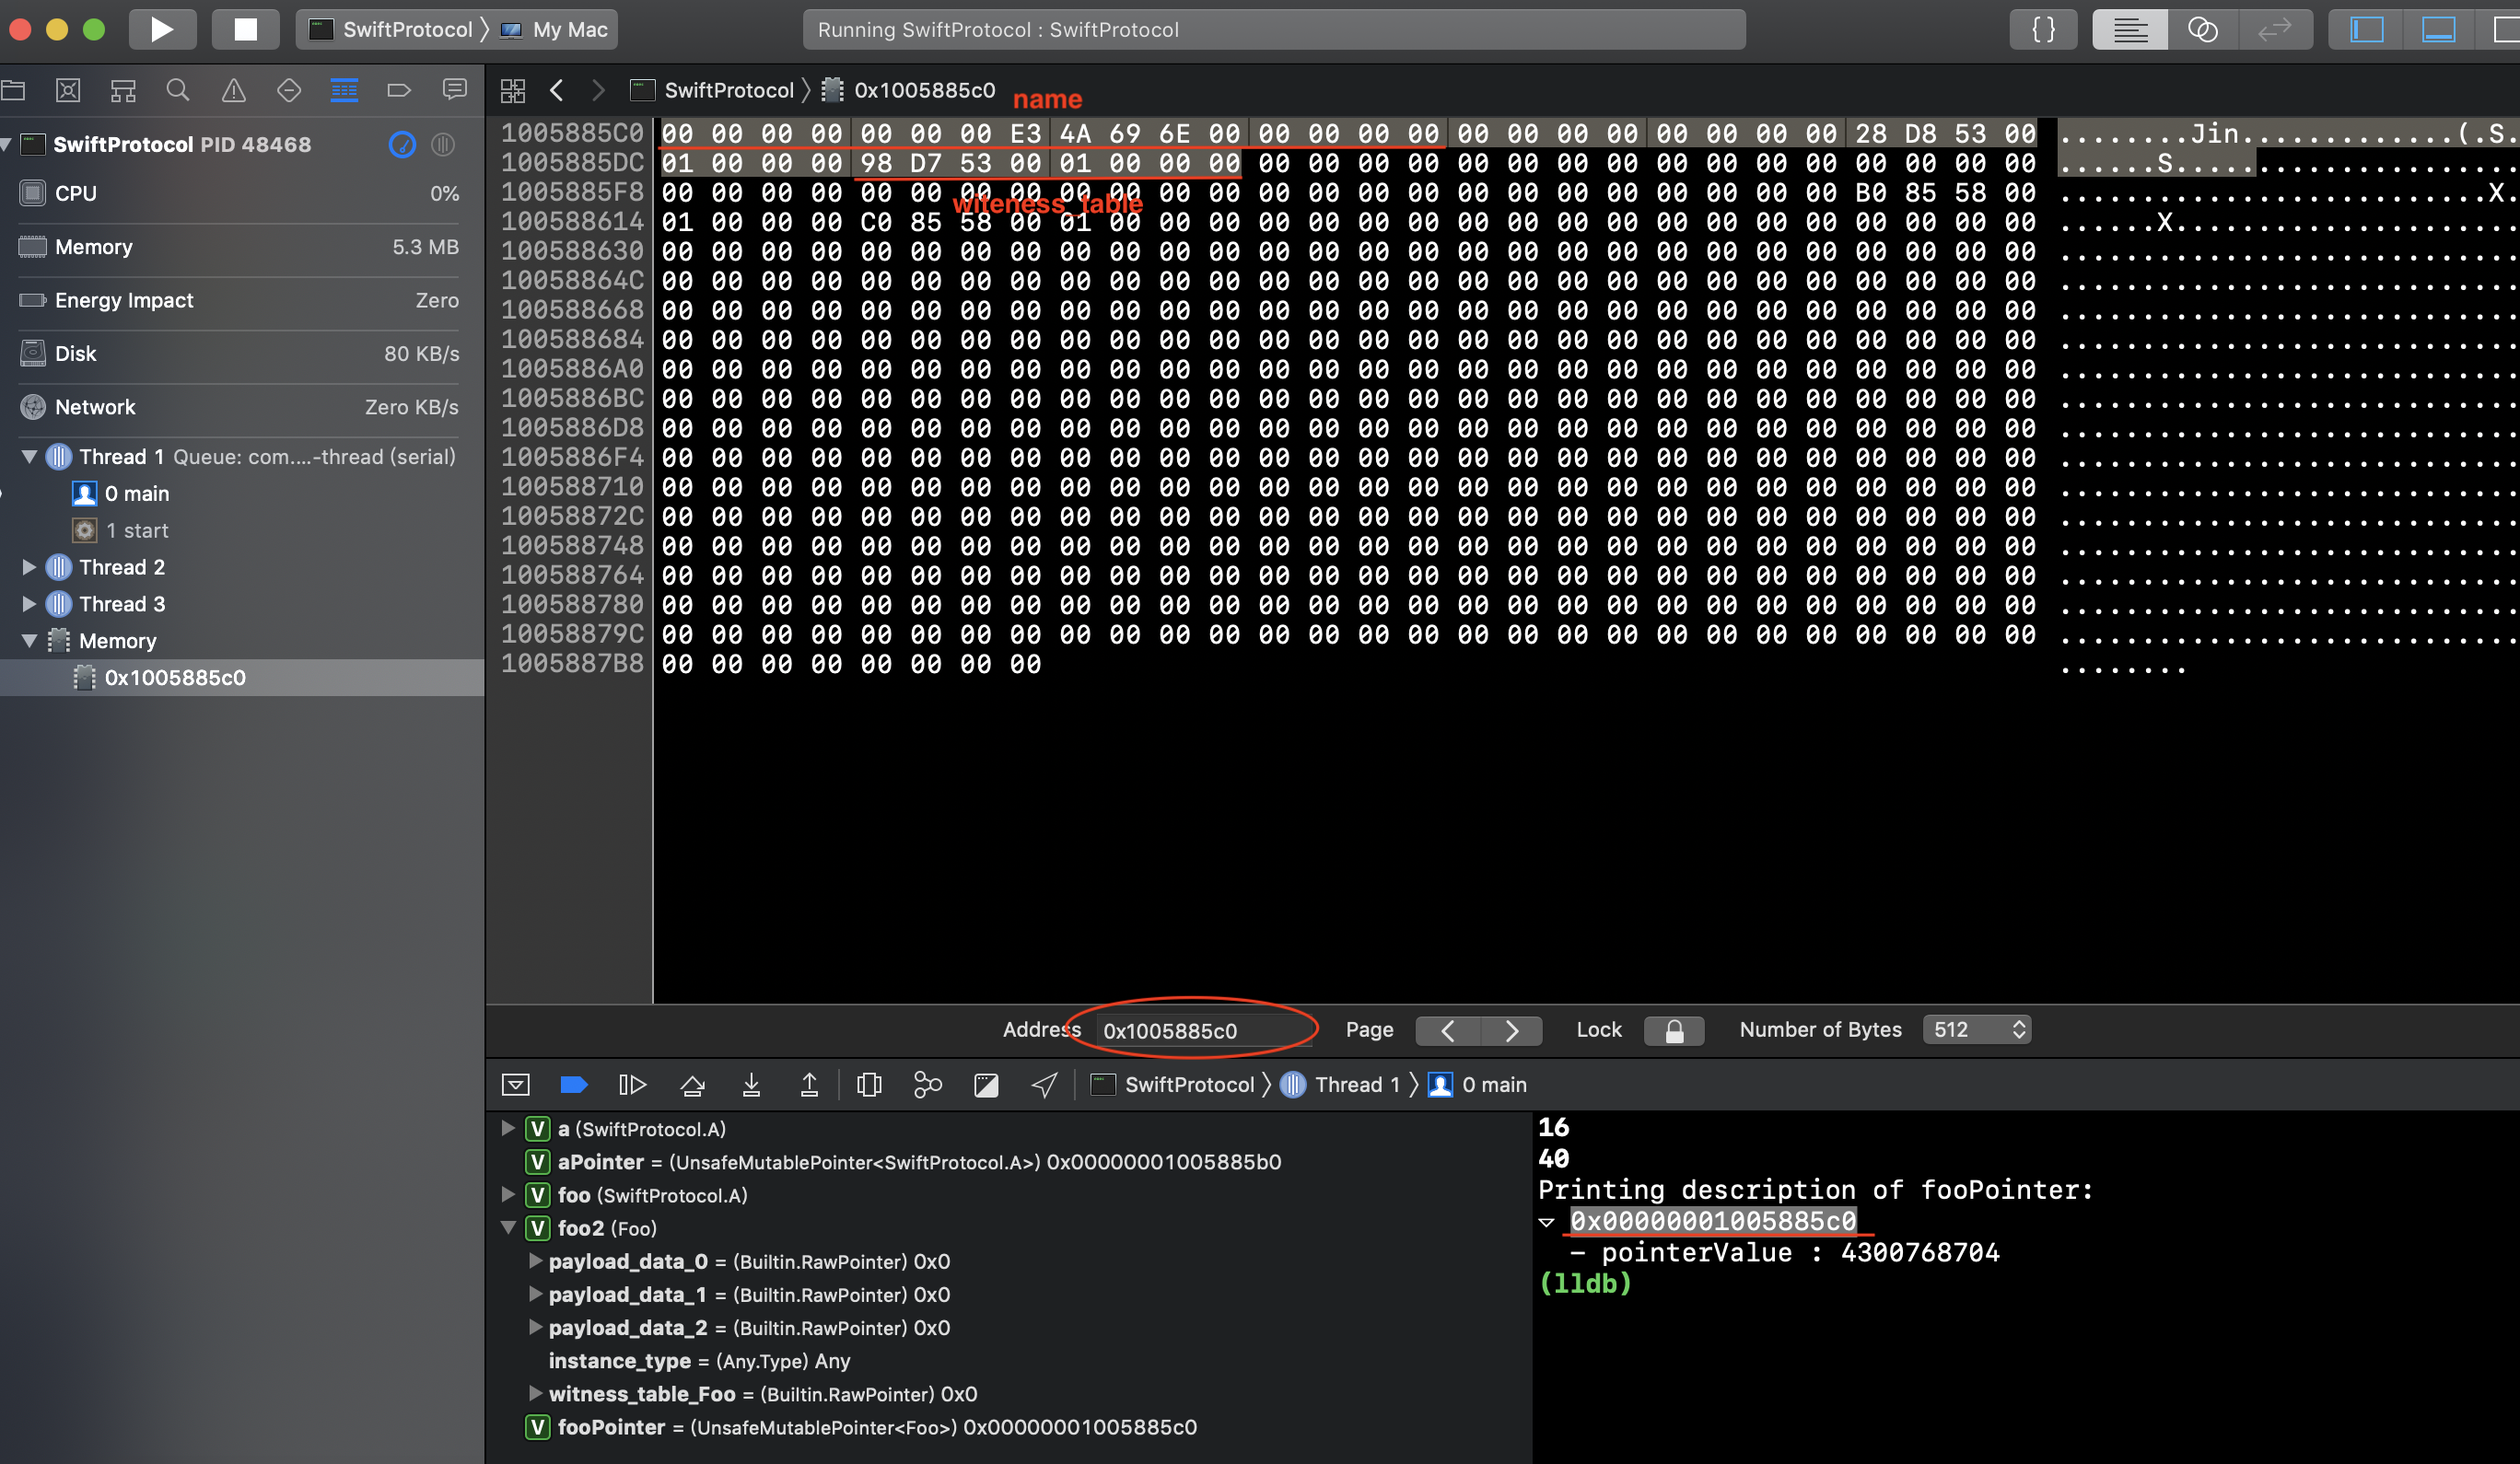 SwiftProtocol 〉 My Mac
Running SwiftProtocol : SwiftProtocol
{ }
SwiftProtocol 〉 0x1005885c0
name
SwiftProtocol PID 48468
CPU 0%
Memory 5.3 MB
Energy Impact Zero
Disk 80 KB/s
Network Zero KB/s
Thread 1 Queue: com....-thread (serial)
0 main
1 start
Thread 2
Thread 3
Memory
0x1005885c0
1005885C0 00 00 00 00 00 00 00 E3 4A 69 6E 00 00 00 00 00 00 00 00 00 00 00 00 00 28 D8 53 00 ........Jin.............(.S.
1005885DC 01 00 00 00 98 D7 53 00 01 00 00 00 00 00 00 00 00 00 00 00 00 00 00 00 00 00 00 00 ......S.....................
1005885F8 00 00 00 00 00 00 00 00 00 00 00 00 00 00 00 00 00 00 00 00 00 00 00 00 B0 85 58 00 ..........................X.
witeness_table
100588614 01 00 00 00 C0 85 58 00 01 00 00 00 00 00 00 00 00 00 00 00 00 00 00 00 00 00 00 00 ......X.....................
100588630 00 00 00 00 00 00 00 00 00 00 00 00 00 00 00 00 00 00 00 00 00 00 00 00 00 00 00 00 ............................
10058864C 00 00 00 00 00 00 00 00 00 00 00 00 00 00 00 00 00 00 00 00 00 00 00 00 00 00 00 00 ............................
100588668 00 00 00 00 00 00 00 00 00 00 00 00 00 00 00 00 00 00 00 00 00 00 00 00 00 00 00 00 ............................
100588684 00 00 00 00 00 00 00 00 00 00 00 00 00 00 00 00 00 00 00 00 00 00 00 00 00 00 00 00 ............................
1005886A0 00 00 00 00 00 00 00 00 00 00 00 00 00 00 00 00 00 00 00 00 00 00 00 00 00 00 00 00 ............................
1005886BC 00 00 00 00 00 00 00 00 00 00 00 00 00 00 00 00 00 00 00 00 00 00 00 00 00 00 00 00 ............................
1005886D8 00 00 00 00 00 00 00 00 00 00 00 00 00 00 00 00 00 00 00 00 00 00 00 00 00 00 00 00 ............................
1005886F4 00 00 00 00 00 00 00 00 00 00 00 00 00 00 00 00 00 00 00 00 00 00 00 00 00 00 00 00 ............................
100588710 00 00 00 00 00 00 00 00 00 00 00 00 00 00 00 00 00 00 00 00 00 00 00 00 00 00 00 00 ............................
10058872C 00 00 00 00 00 00 00 00 00 00 00 00 00 00 00 00 00 00 00 00 00 00 00 00 00 00 00 00 ............................
100588748 00 00 00 00 00 00 00 00 00 00 00 00 00 00 00 00 00 00 00 00 00 00 00 00 00 00 00 00 ............................
100588764 00 00 00 00 00 00 00 00 00 00 00 00 00 00 00 00 00 00 00 00 00 00 00 00 00 00 00 00 ............................
100588780 00 00 00 00 00 00 00 00 00 00 00 00 00 00 00 00 00 00 00 00 00 00 00 00 00 00 00 00 ............................
10058879C 00 00 00 00 00 00 00 00 00 00 00 00 00 00 00 00 00 00 00 00 00 00 00 00 00 00 00 00 ............................
1005887B8 00 00 00 00 00 00 00 00 ........
Address 0x1005885c0 Page Lock Number of Bytes 512
SwiftProtocol 〉 Thread 1 〉 0 main
V a (SwiftProtocol.A)
V aPointer = (UnsafeMutablePointer<SwiftProtocol.A>) 0x00000001005885b0
V foo (SwiftProtocol.A)
V foo2 (Foo)
payload_data_0 = (Builtin.RawPointer) 0x0
payload_data_1 = (Builtin.RawPointer) 0x0
payload_data_2 = (Builtin.RawPointer) 0x0
instance_type = (Any.Type) Any
witness_table_Foo = (Builtin.RawPointer) 0x0
V fooPointer = (UnsafeMutablePointer<Foo>) 0x00000001005885c0
16
40
Printing description of fooPointer:
▿ 0x00000001005885c0
- pointerValue : 4300768704
(lldb)